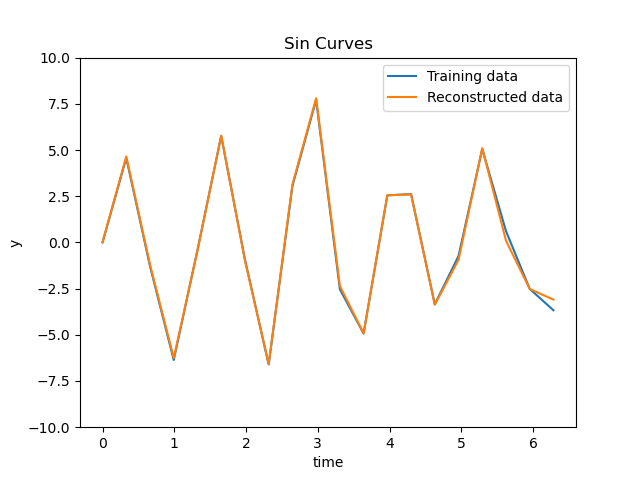 Sin Curves
10.0
7.5
5.0
2.5
0.0
−2.5
−5.0
−7.5
−10.0
y
Training data
Reconstructed data
0 1 2 3 4 5 6
time